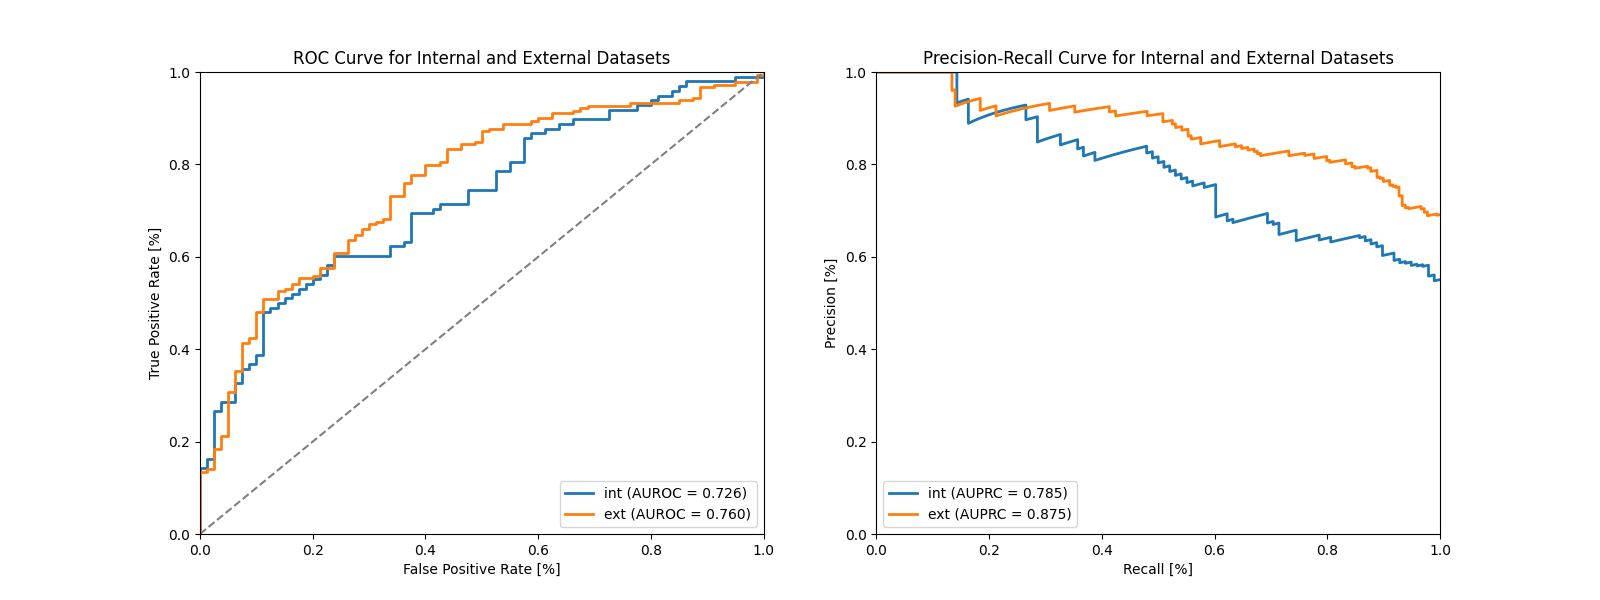 ROC Curve for Internal and External Datasets
True Positive Rate [%]
1.0
0.8
0.6
0.4
0.2
0.0
int (AUROC = 0.726)
ext (AUROC = 0.760)
0.0 0.2 0.4 0.6 0.8 1.0
False Positive Rate [%]
Precision-Recall Curve for Internal and External Datasets
Precision [%]
1.0
0.8
0.6
0.4
0.2
0.0
int (AUPRC = 0.785)
ext (AUPRC = 0.875)
0.0 0.2 0.4 0.6 0.8 1.0
Recall [%]